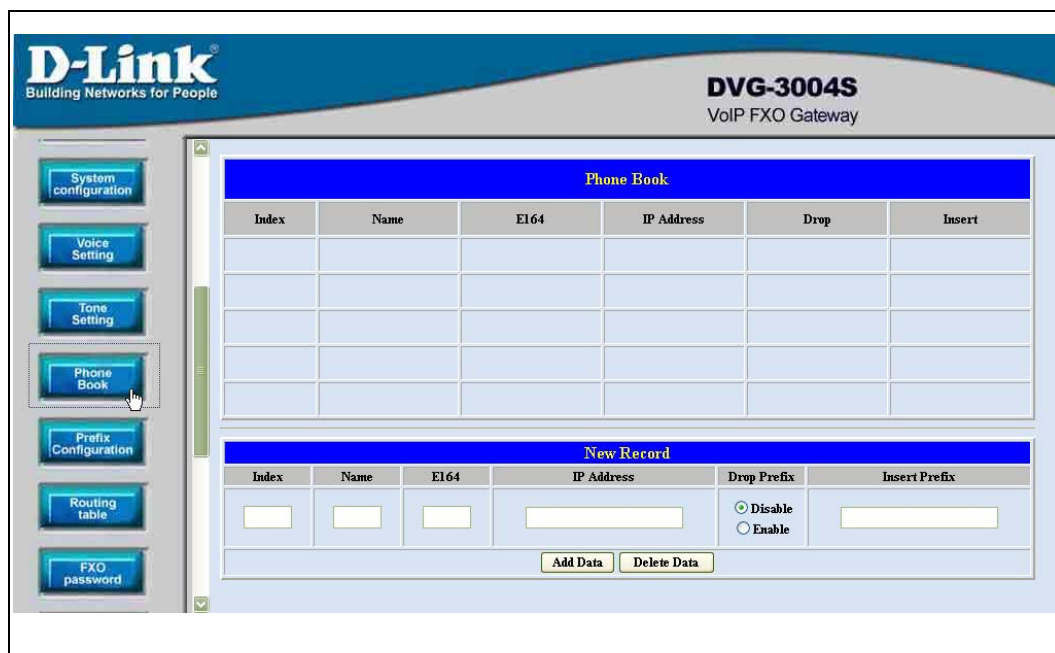 D-Link®
Building Networks for People
DVG-3004S
VoIP FXO Gateway
System
configuration
Voice
Setting
Tone
Setting
Phone
Book
Prefix
Configuration
Routing
table
FXO
password
Phone Book
Index Name E164 IP Address Drop Insert
New Record
Index Name E164 IP Address Drop Prefix Insert Prefix
Disable
Enable
Add Data Delete Data